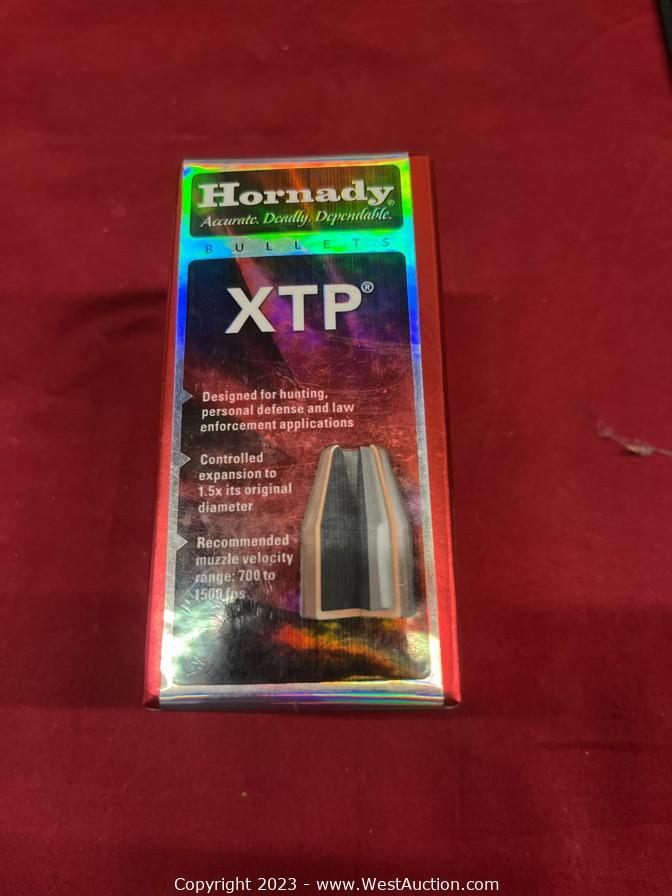 Hornady®
Accurate. Deadly. Dependable.
BULLETS
XTP®
Designed for hunting,
personal defense and law
enforcement applications
Controlled
expansion to
1.5x its original
diameter
Recommended
muzzle velocity
range: 700 to
1500 fps
Copyright 2023 - www.WestAuction.com